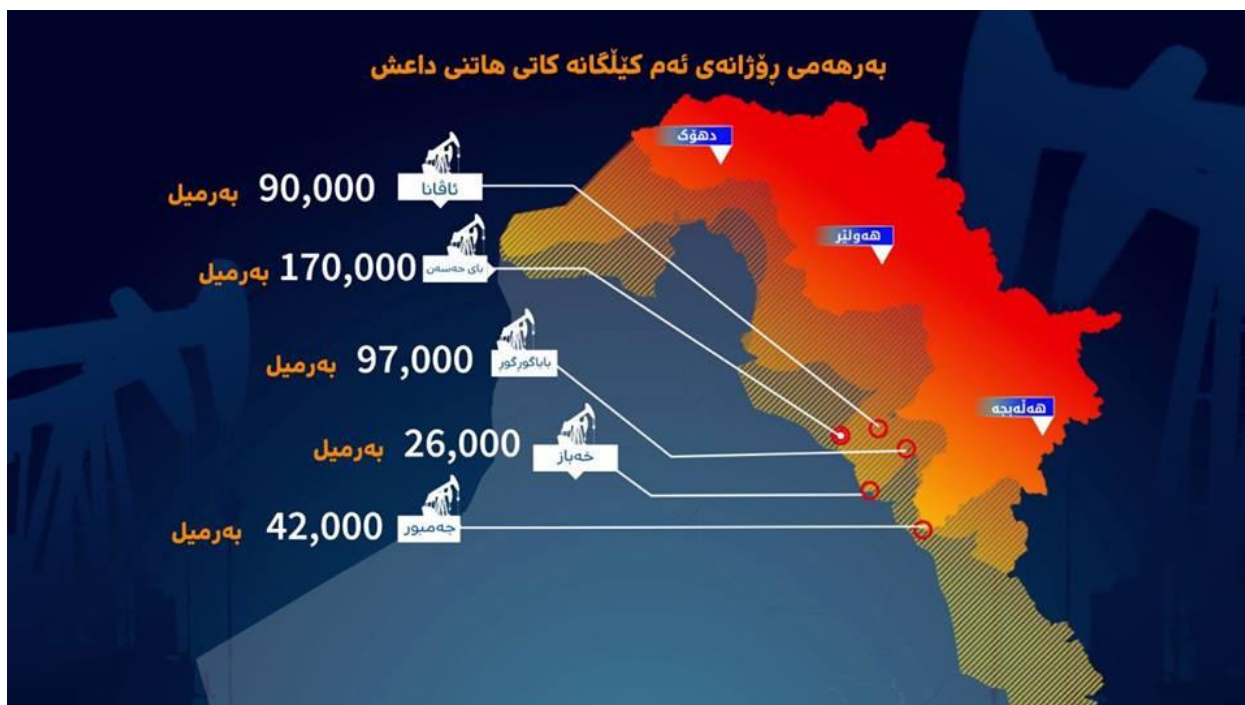 بەرهەمی ڕۆژانەی ئەم کێڵگانە کاتی هاتنی داعش
دهۆک
ئاڤانا
90,000 بەرمیل
هەولێر
بای حەسەن
170,000 بەرمیل
باباگوڕگوڕ
97,000 بەرمیل
هەڵەبجە
خەباز
26,000 بەرمیل
جەمبور
42,000 بەرمیل